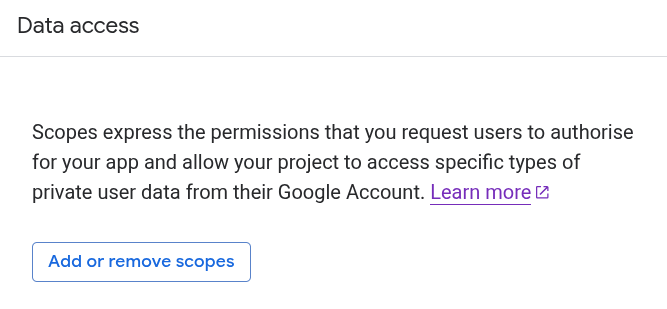 Data access
Scopes express the permissions that you request users to authorise
for your app and allow your project to access specific types of
private user data from their Google Account. Learn more
Add or remove scopes